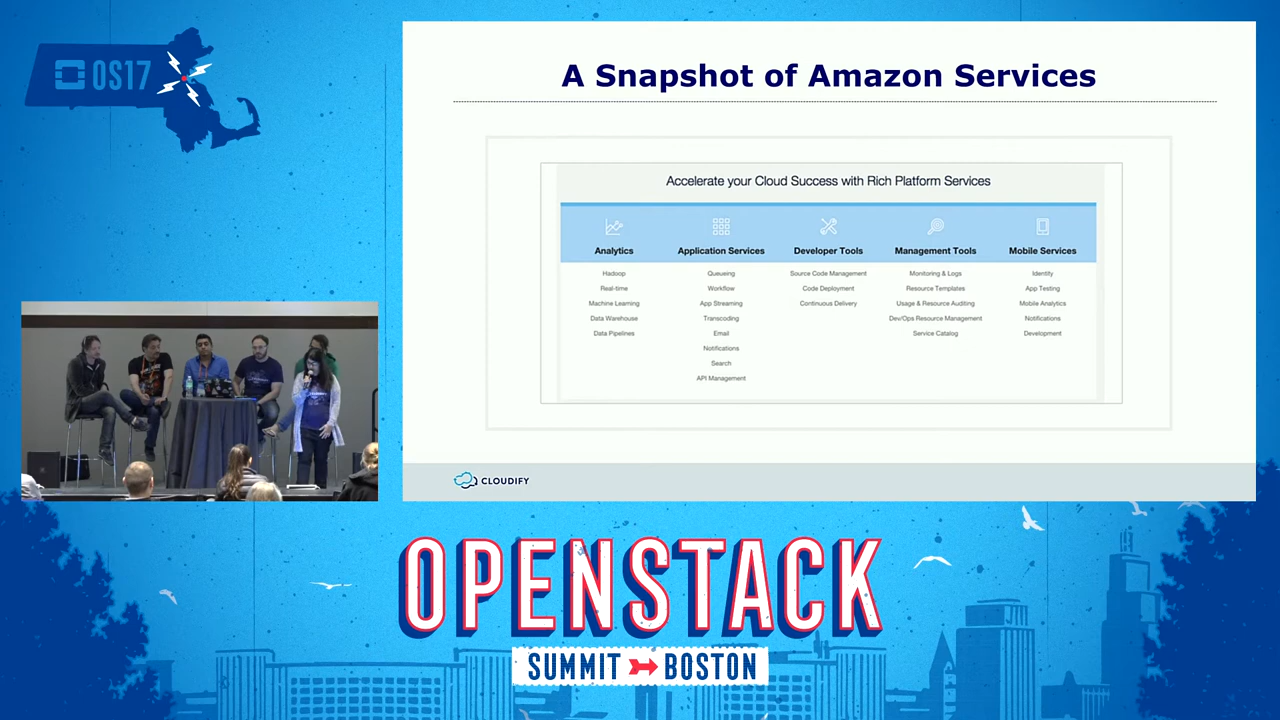 OS17
A Snapshot of Amazon Services
Accelerate your Cloud Success with Rich Platform Services
Analytics
Hadoop
Real-time
Machine Learning
Data Warehouse
Data Pipelines
Application Services
Queueing
Workflow
App Streaming
Transcoding
Email
Notifications
Search
API Management
Developer Tools
Source Code Management
Code Deployment
Continuous Delivery
Management Tools
Monitoring & Logs
Resource Templates
Usage & Resource Auditing
Dev/Ops Resource Management
Service Catalog
Mobile Services
Identity
App Testing
Mobile Analytics
Notifications
Development
CLOUDIFY
OPENSTACK
SUMMIT BOSTON